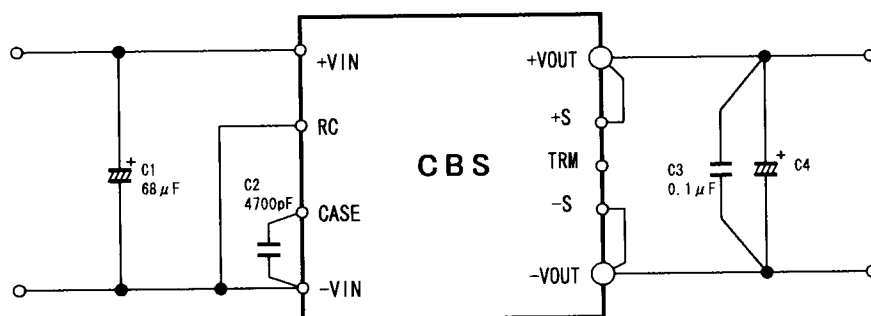 +VIN
+VOUT
RC
+S
+
C1
68μF
CBS
TRM
C3
0.1μF
+
C4
C2
4700pF
CASE
-S
-VIN
-VOUT